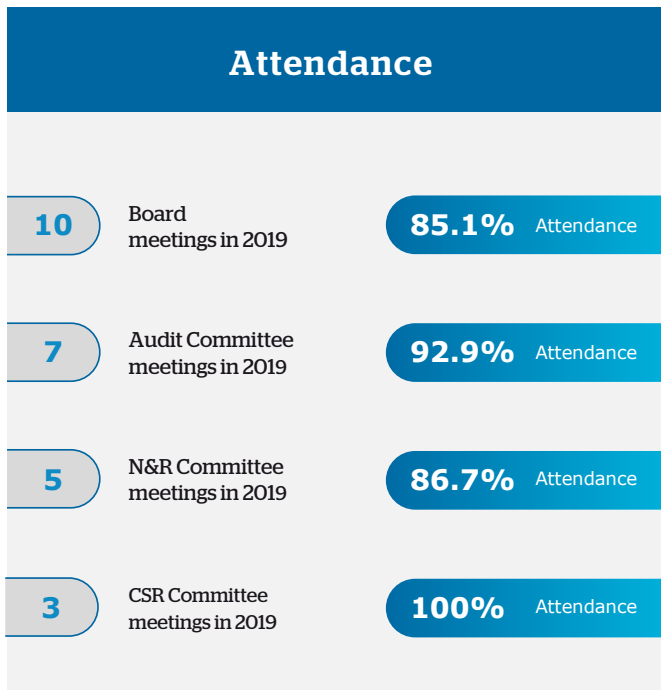 Attendance
10
Board
meetings in 2019
85.1% Attendance
7
Audit Committee
meetings in 2019
92.9% Attendance
5
N&R Committee
meetings in 2019
86.7% Attendance
3
CSR Committee
meetings in 2019
100% Attendance